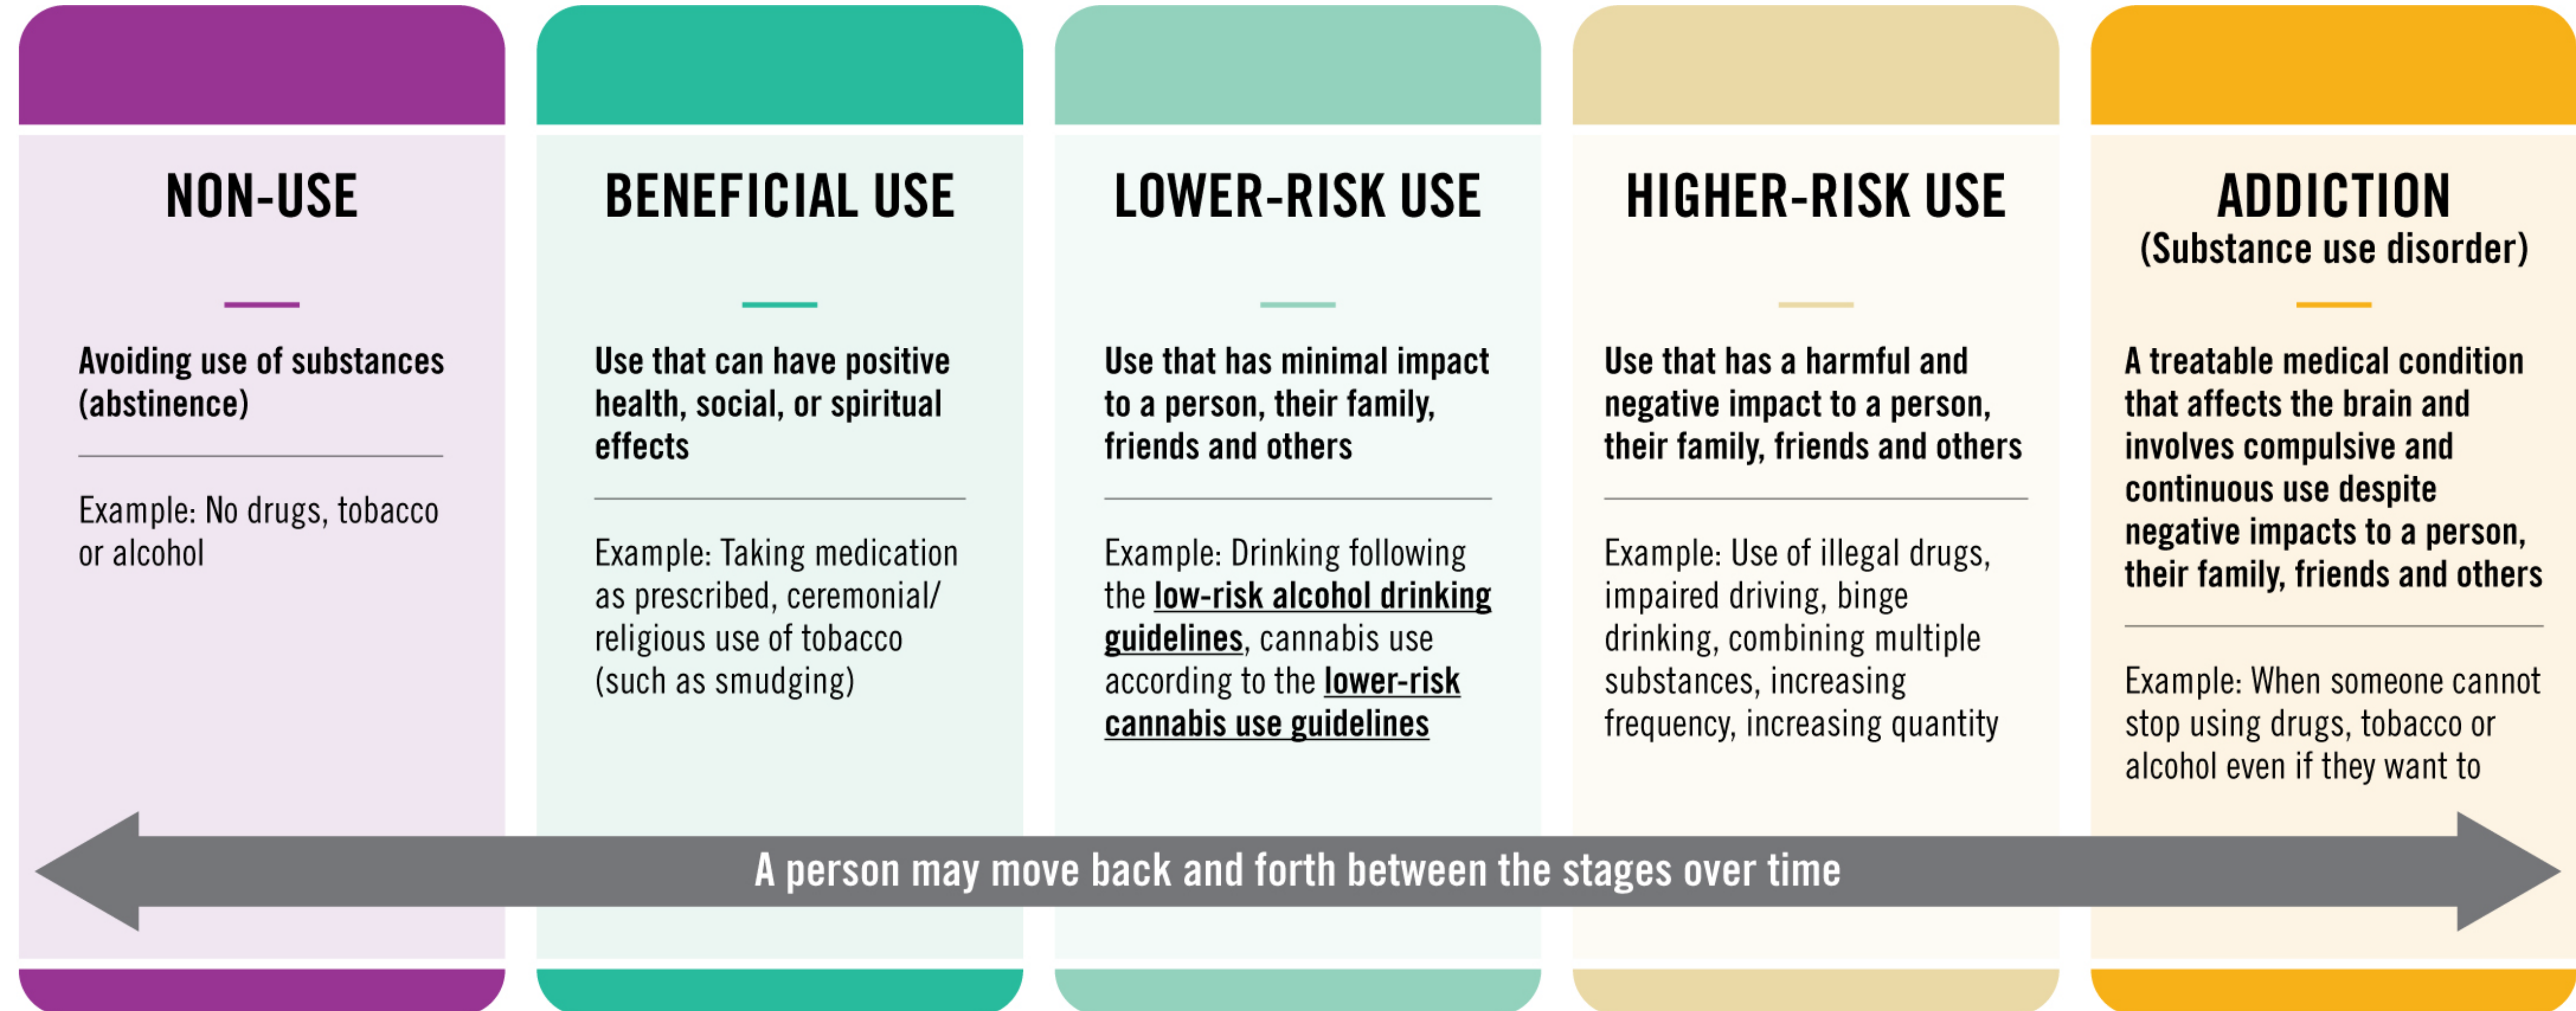 NON-USE
Avoiding use of substances
(abstinence)
Example: No drugs, tobacco
or alcohol
BENEFICIAL USE
Use that can have positive
health, social, or spiritual
effects
Example: Taking medication
as prescribed, ceremonial/
religious use of tobacco
(such as smudging)
LOWER-RISK USE
Use that has minimal impact
to a person, their family,
friends and others
Example: Drinking following
the low-risk alcohol drinking
guidelines, cannabis use
according to the lower-risk
cannabis use guidelines
HIGHER-RISK USE
Use that has a harmful and
negative impact to a person,
their family, friends and others
Example: Use of illegal drugs,
impaired driving, binge
drinking, combining multiple
substances, increasing
frequency, increasing quantity
ADDICTION
(Substance use disorder)
A treatable medical condition
that affects the brain and
involves compulsive and
continuous use despite
negative impacts to a person,
their family, friends and others
Example: When someone cannot
stop using drugs, tobacco or
alcohol even if they want to
A person may move back and forth between the stages over time